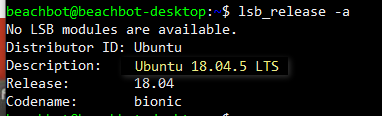 beachbot@beachbot-desktop:~$ lsb_release -a
No LSB modules are available.
Distributor ID: Ubuntu
Description:    Ubuntu 18.04.5 LTS
Release:        18.04
Codename:       bionic